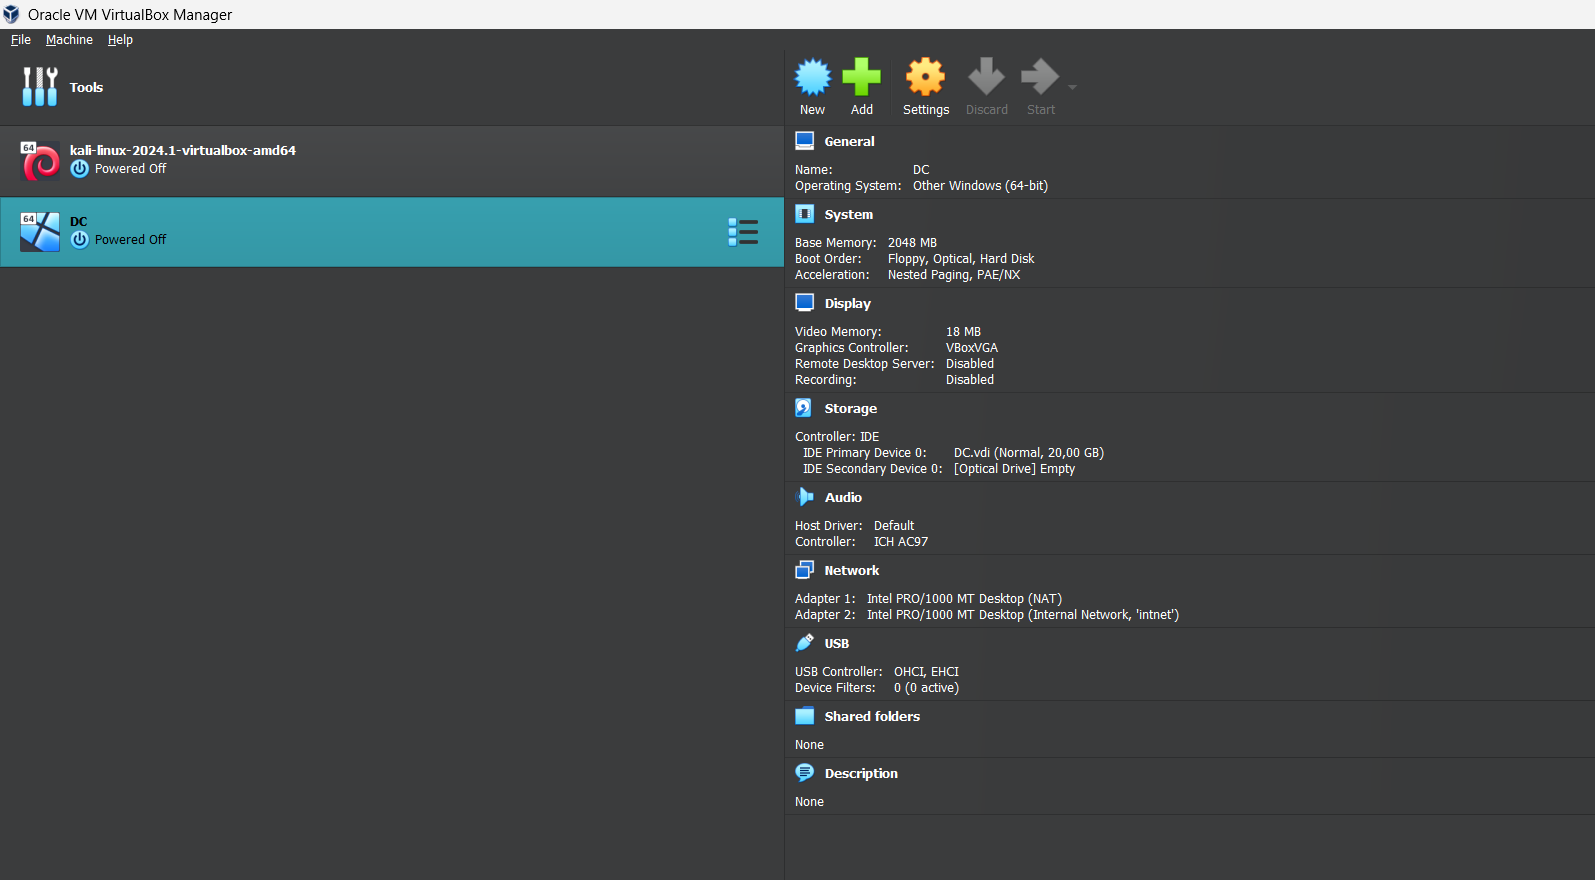 Oracle VM VirtualBox Manager
File Machine Help
Tools
64
kali-linux-2024.1-virtualbox-amd64
Powered Off
64
DC
Powered Off
New Add Settings Discard Start
General
Name: DC
Operating System: Other Windows (64-bit)
System
Base Memory: 2048 MB
Boot Order: Floppy, Optical, Hard Disk
Acceleration: Nested Paging, PAE/NX
Display
Video Memory: 18 MB
Graphics Controller: VBoxVGA
Remote Desktop Server: Disabled
Recording: Disabled
Storage
Controller: IDE
IDE Primary Device 0: DC.vdi (Normal, 20,00 GB)
IDE Secondary Device 0: [Optical Drive] Empty
Audio
Host Driver: Default
Controller: ICH AC97
Network
Adapter 1: Intel PRO/1000 MT Desktop (NAT)
Adapter 2: Intel PRO/1000 MT Desktop (Internal Network, 'intnet')
USB
USB Controller: OHCI, EHCI
Device Filters: 0 (0 active)
Shared folders
None
Description
None